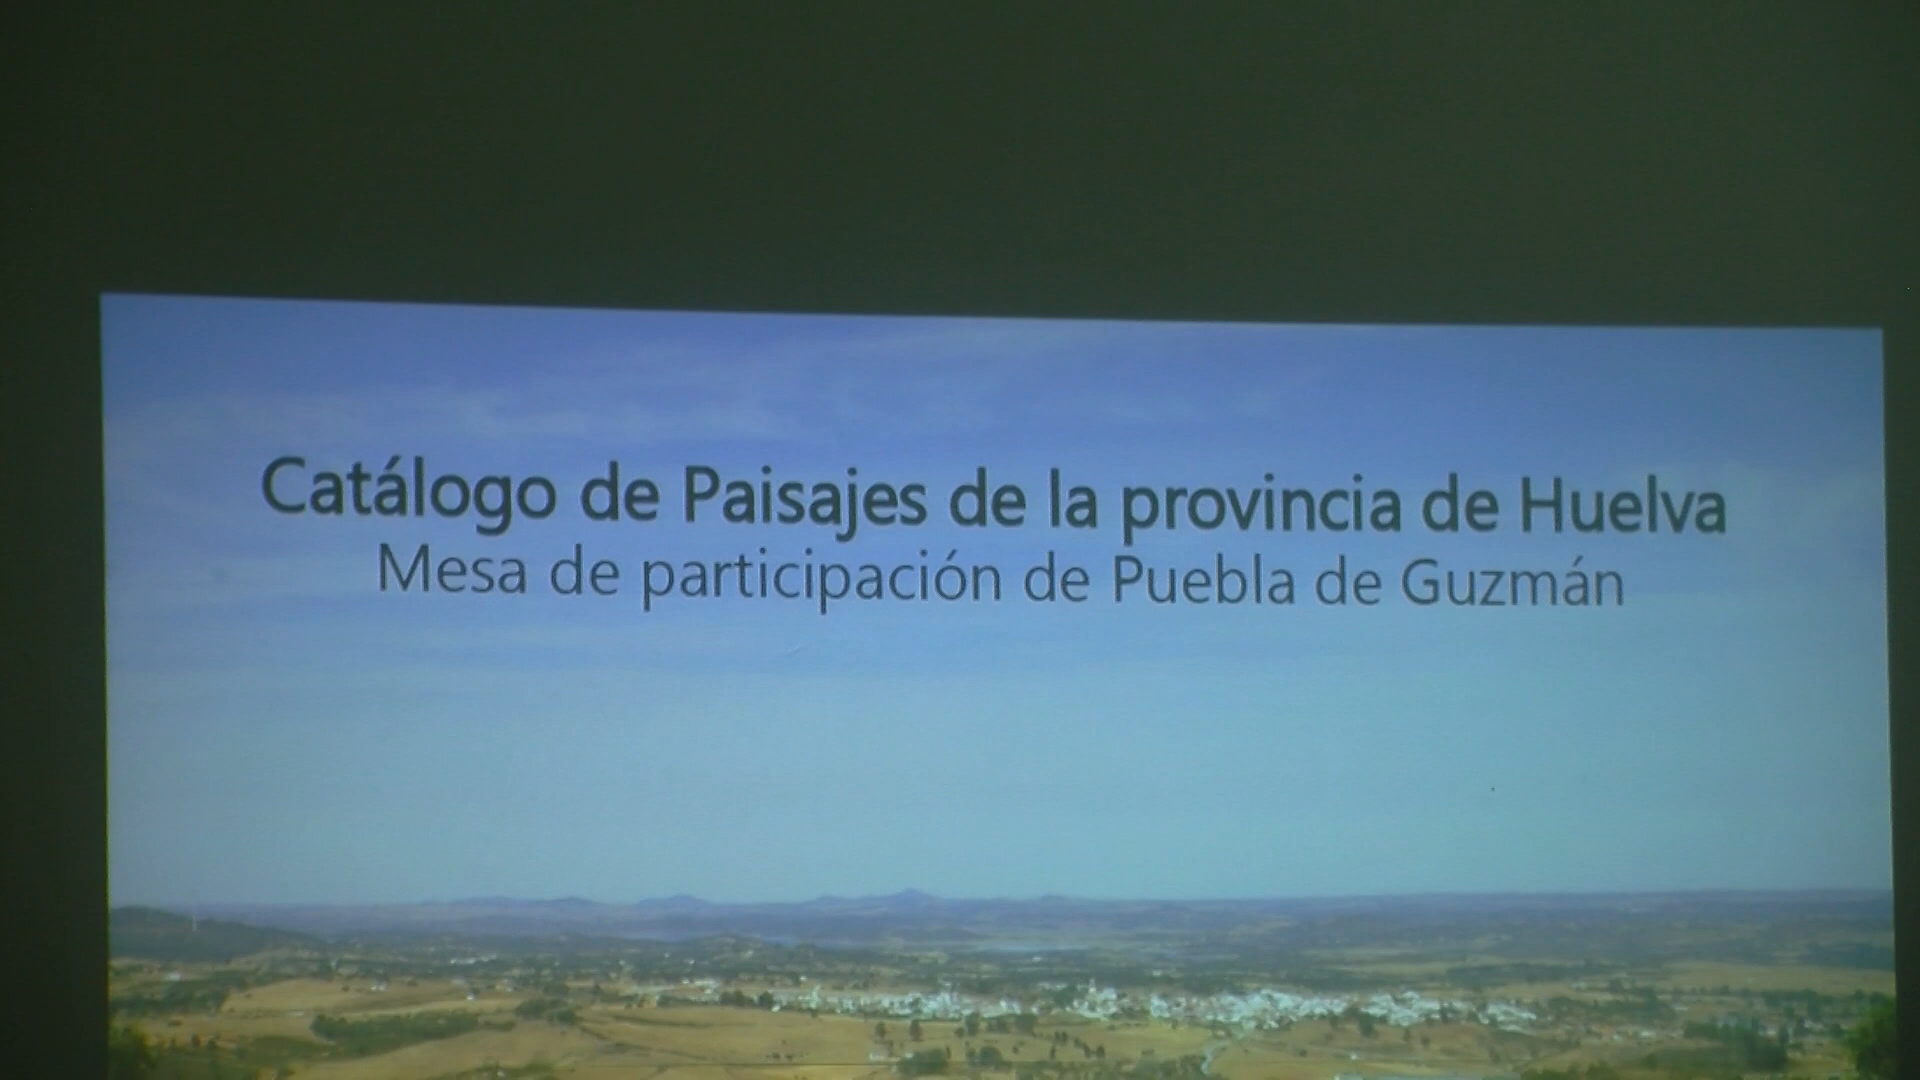 Catálogo de Paisajes de la provincia de Huelva
Mesa de participación de Puebla de Guzmán